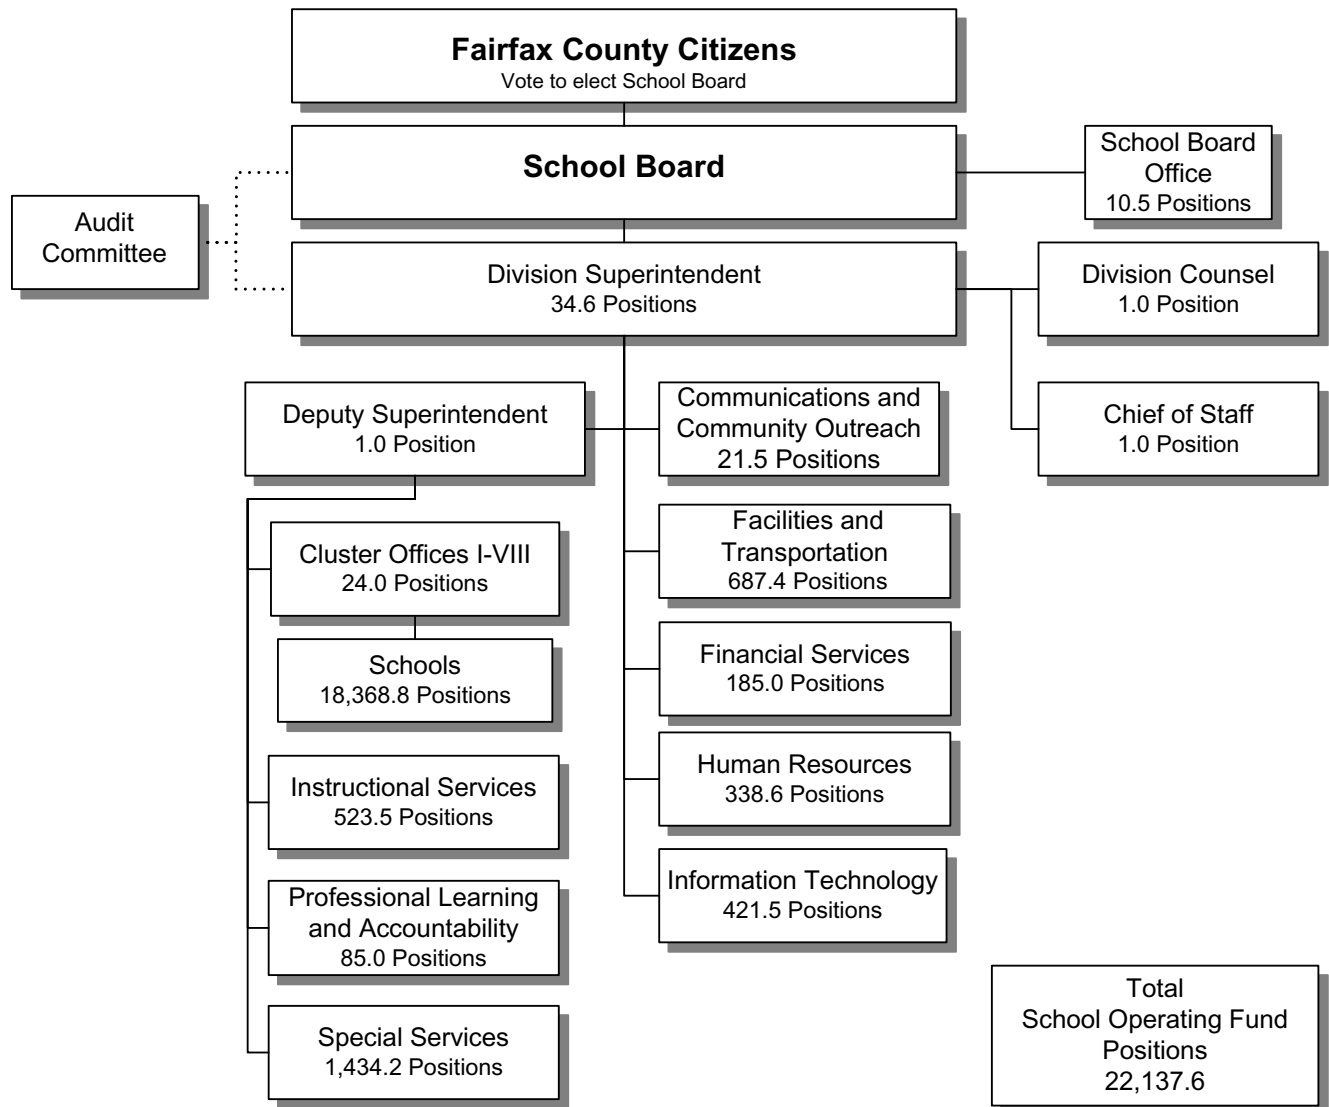 Fairfax County Citizens
Vote to elect School Board
School Board
School Board
Office
10.5 Positions
Audit
Committee
Division Superintendent
34.6 Positions
Division Counsel
1.0 Position
Deputy Superintendent
1.0 Position
Communications and
Community Outreach
21.5 Positions
Chief of Staff
1.0 Position
Cluster Offices I-VIII
24.0 Positions
Facilities and
Transportation
687.4 Positions
Schools
18,368.8 Positions
Financial Services
185.0 Positions
Instructional Services
523.5 Positions
Human Resources
338.6 Positions
Professional Learning
and Accountability
85.0 Positions
Information Technology
421.5 Positions
Special Services
1,434.2 Positions
Total
School Operating Fund
Positions
22,137.6